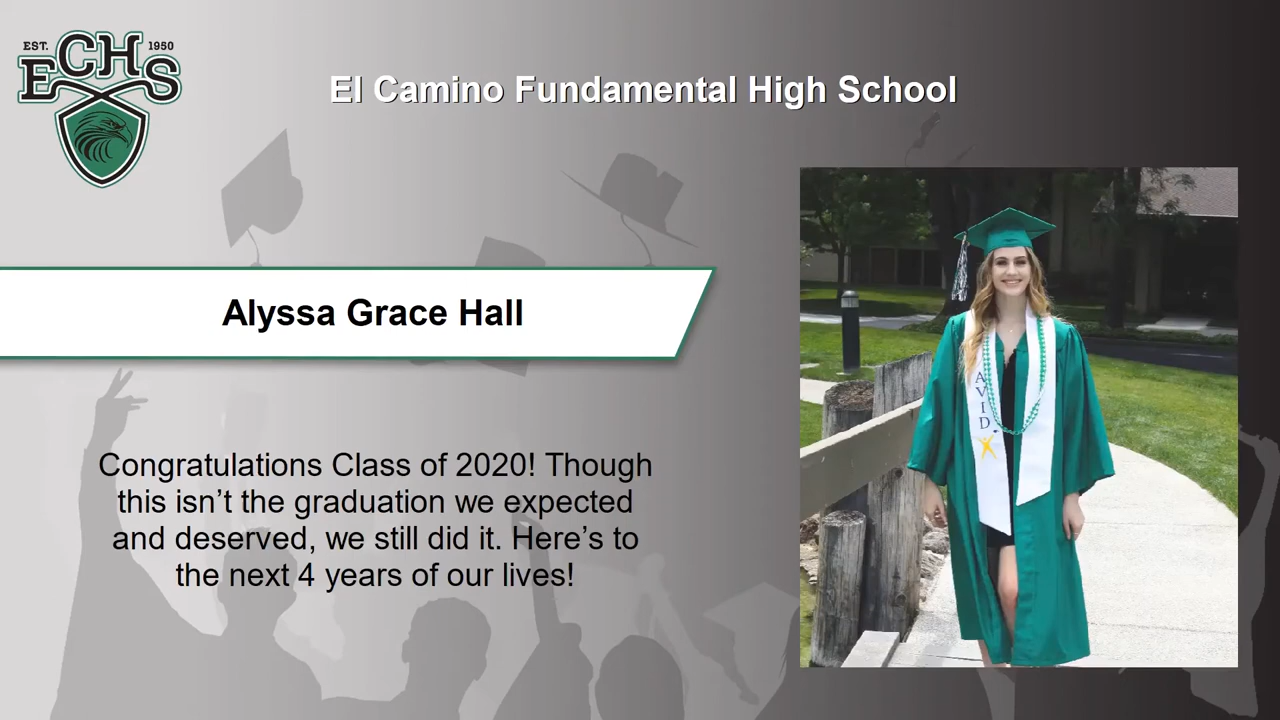 EST. 1950
ECHS
El Camino Fundamental High School
Alyssa Grace Hall
Congratulations Class of 2020! Though
this isn’t the graduation we expected
and deserved, we still did it. Here’s to
the next 4 years of our lives!
AVID